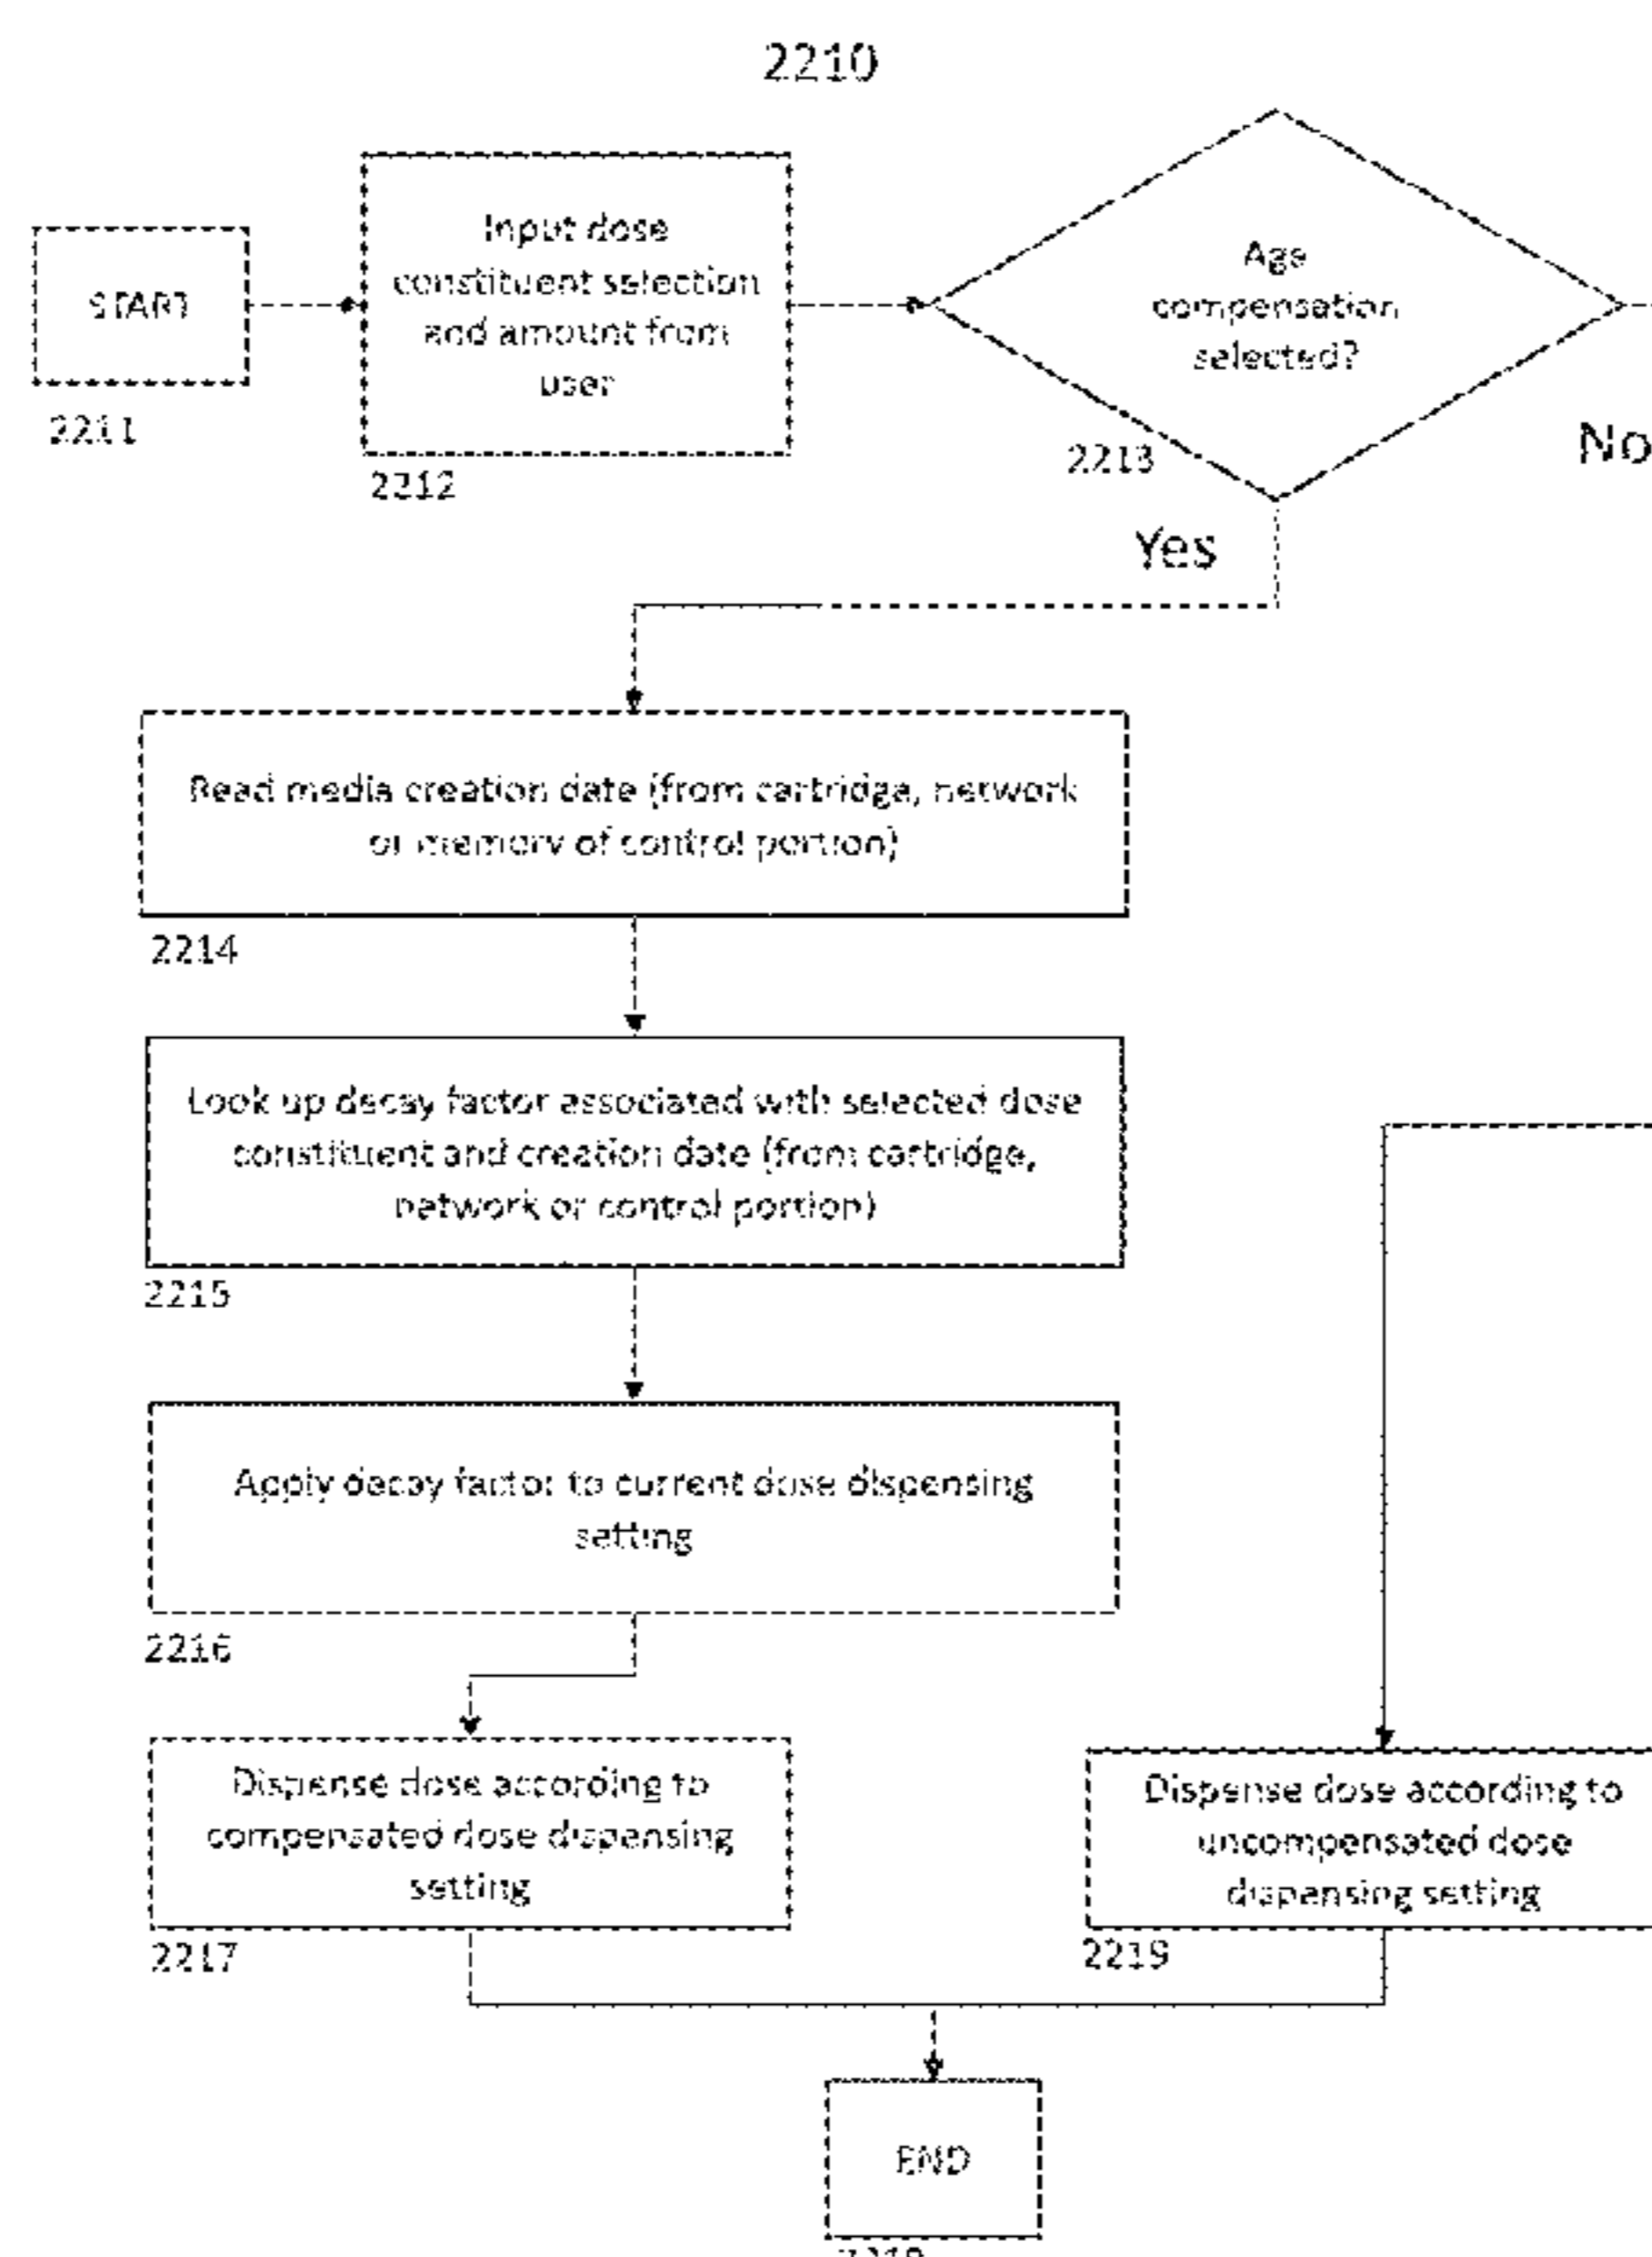 2210
START
2211
Input dose
constituent selection
and amount from
user
2212
Age
compensation
selected?
2213
No
Yes
Read media creation date (from cartridge, network
or memory of control portion)
2214
Look up decay factor associated with selected dose
constituent and creation date (from cartridge,
network or control portion)
2215
Apply decay factor to current dose dispensing
setting
2216
Dispense dose according to
compensated dose dispensing
setting
2217
Dispense dose according to
uncompensated dose
dispensing setting
2219
END